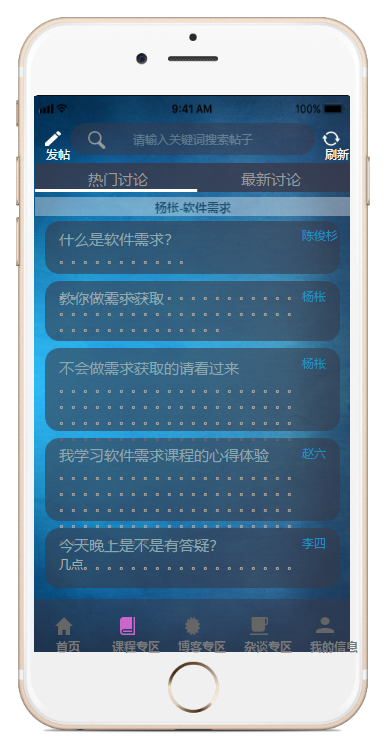 9:41 AM 100%
发帖 请输入关键词搜索帖子 刷新
热门讨论 最新讨论
杨枨-软件需求
什么是软件需求? 陈俊杉
。。。。。。。。。。。
教你做需求获取。。。。。。。。。。。 杨枨
。。。。。。。。。。。。。。。。。。。
。。。。。。。。。。。。。
不会做需求获取的请看过来 杨枨
。。。。。。。。。。。。。。。。。。。
。。。。。。。。。。。。。。。。。。。
。。。。。。。。。。。。。。。。。。。
我学习软件需求课程的心得体验 赵六
。。。。。。。。。。。。。。。。。。。
。。。。。。。。。。。。。。。。。。。
。。。。。。。。。。。。。。。。。。。
。。。。。。。。。。。。。。。。。。。
今天晚上是不是有答疑? 李四
几点。。。。。。。。。。。。。。。。。
首页 课程专区 博客专区 杂谈专区 我的信息